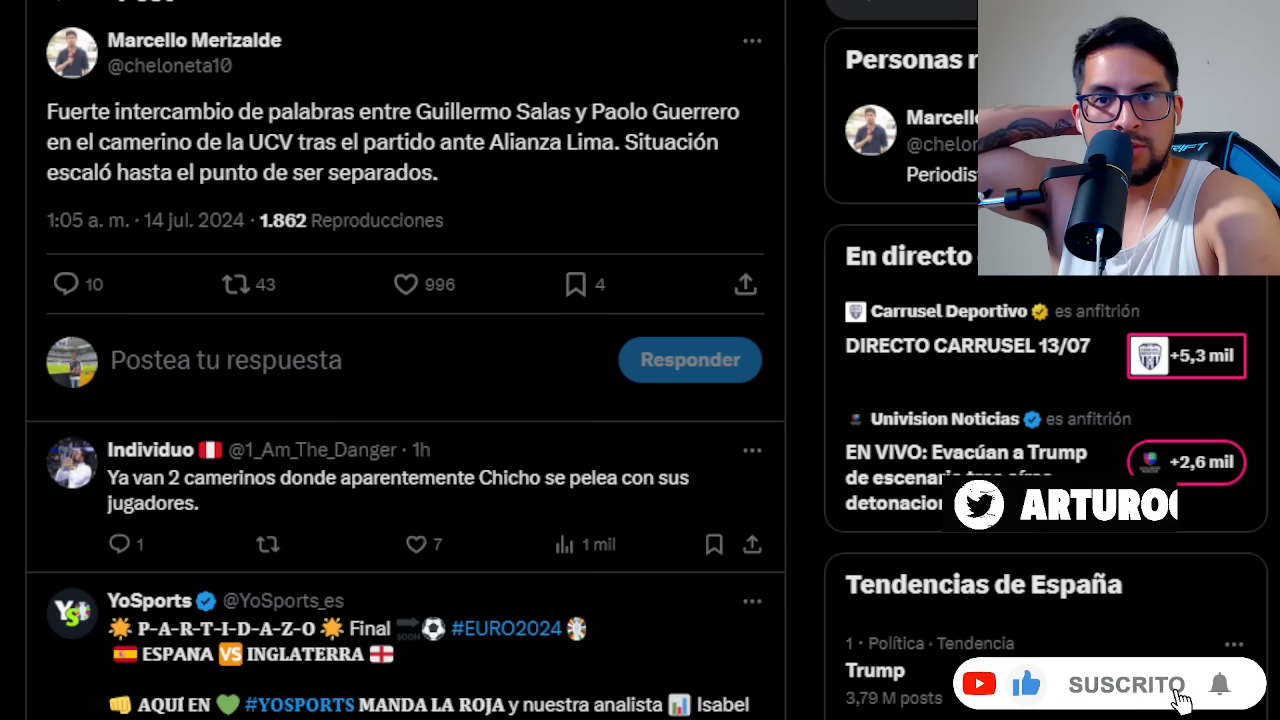 Marcello Merizalde
@cheloneta10
Fuerte intercambio de palabras entre Guillermo Salas y Paolo Guerrero
en el camerino de la UCV tras el partido ante Alianza Lima. Situación
escaló hasta el punto de ser separados.
1:05 a. m. · 14 jul. 2024 · 1.862 Reproducciones
10 43 996 4
Postea tu respuesta
Responder
Individuo 🇵🇪 @1_Am_The_Danger · 1h
Ya van 2 camerinos donde aparentemente Chicho se pelea con sus
jugadores.
1 7 1 mil
YoSports @YoSports_es
P-A-R-T-I-D-A-Z-O Final SOON #EURO2024
🇪🇸 ESPANA VS INGLATERRA
👊 AQUÍ EN 💚 #YOSPORTS MANDA LA ROJA y nuestra analista 📊 Isabel
Personas
Marcello
@chelon
Periodis
En directo
Carrusel Deportivo es anfitrión
DIRECTO CARRUSEL 13/07
+5,3 mil
Univision Noticias es anfitrión
EN VIVO: Evacúan a Trump
de escenario tras oírse
detonacio
+2,6 mil
ARTURO
Tendencias de España
1 · Política · Tendencia
Trump
3,79 M posts
SUSCRITO